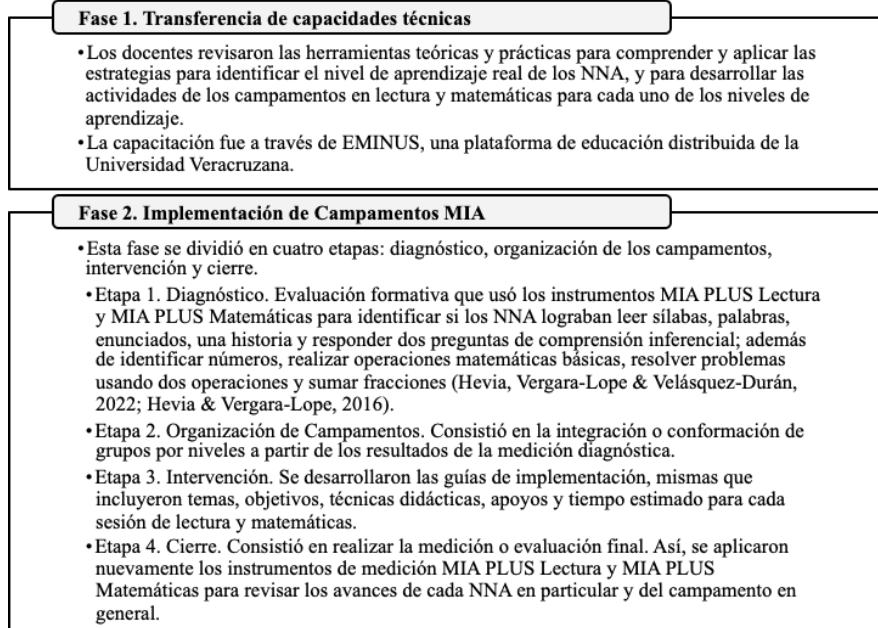 Fase 1. Transferencia de capacidades técnicas
•Los docentes revisaron las herramientas teóricas y prácticas para comprender y aplicar las
estrategias para identificar el nivel de aprendizaje real de los NNA, y para desarrollar las
actividades de los campamentos en lectura y matemáticas para cada uno de los niveles de
aprendizaje.
•La capacitación fue a través de EMINUS, una plataforma de educación distribuida de la
Universidad Veracruzana.
Fase 2. Implementación de Campamentos MIA
•Esta fase se dividió en cuatro etapas: diagnóstico, organización de los campamentos,
intervención y cierre.
•Etapa 1. Diagnóstico. Evaluación formativa que usó los instrumentos MIA PLUS Lectura
y MIA PLUS Matemáticas para identificar si los NNA lograban leer sílabas, palabras,
enunciados, una historia y responder dos preguntas de comprensión inferencial; además
de identificar números, realizar operaciones matemáticas básicas, resolver problemas
usando dos operaciones y sumar fracciones (Hevia, Vergara-Lope & Velásquez-Durán,
2022; Hevia & Vergara-Lope, 2016).
•Etapa 2. Organización de Campamentos. Consistió en la integración o conformación de
grupos por niveles a partir de los resultados de la medición diagnóstica.
•Etapa 3. Intervención. Se desarrollaron las guías de implementación, mismas que
incluyeron temas, objetivos, técnicas didácticas, apoyos y tiempo estimado para cada
sesión de lectura y matemáticas.
•Etapa 4. Cierre. Consistió en realizar la medición o evaluación final. Así, se aplicaron
nuevamente los instrumentos de medición MIA PLUS Lectura y MIA PLUS
Matemáticas para revisar los avances de cada NNA en particular y del campamento en
general.